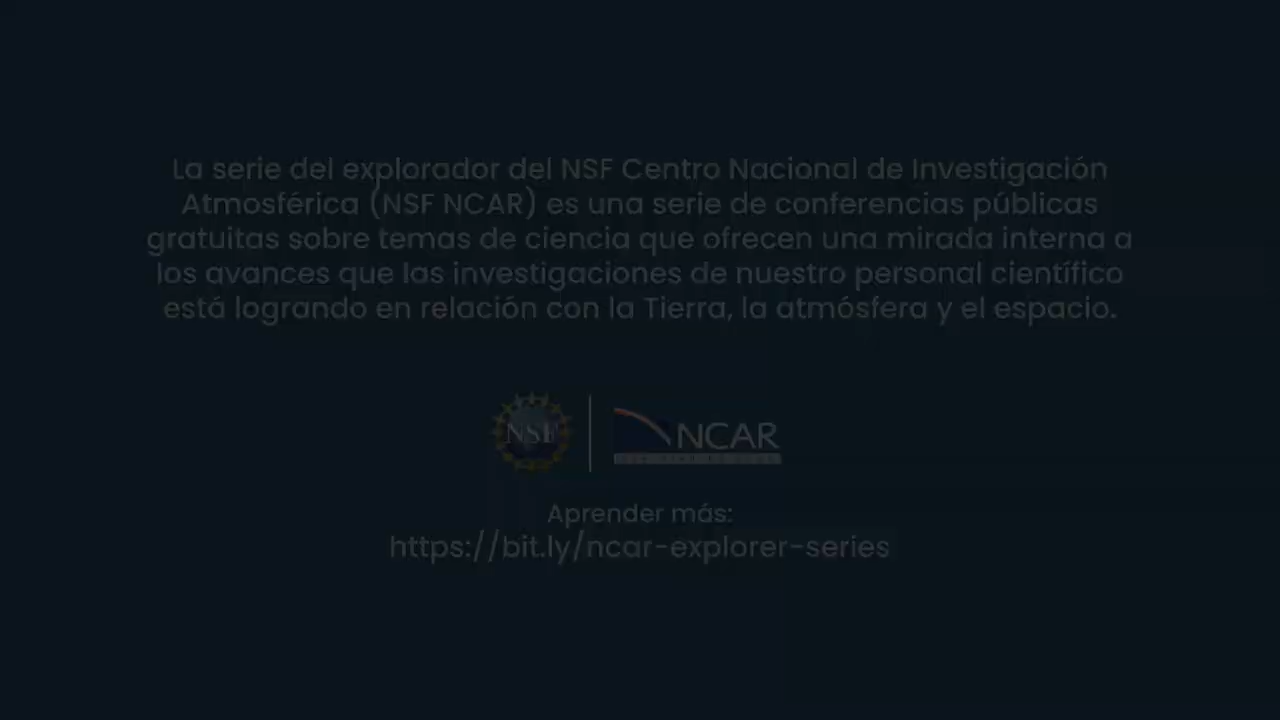 La serie del explorador del NSF Centro Nacional de Investigación
Atmosférica (NSF NCAR) es una serie de conferencias públicas
gratuitas sobre temas de ciencia que ofrecen una mirada interna a
los avances que las investigaciones de nuestro personal científico
está logrando en relación con la Tierra, la atmósfera y el espacio.
NSF
NCAR
Aprender más:
https://bit.ly/ncar-explorer-series